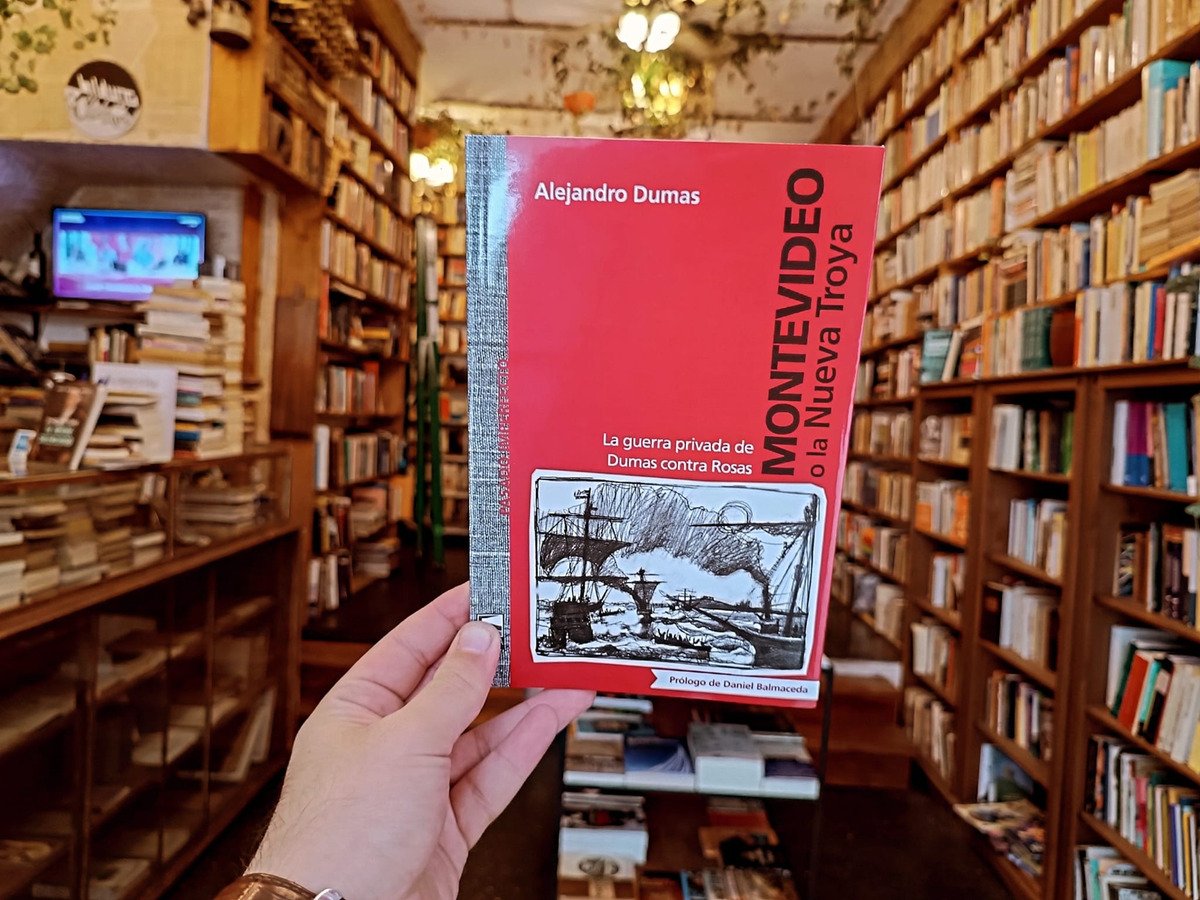 Alejandro Dumas
MONTEVIDEO
o la Nueva Troya
La guerra privada de
Dumas contra Rosas
Prólogo de Daniel Balmaceda